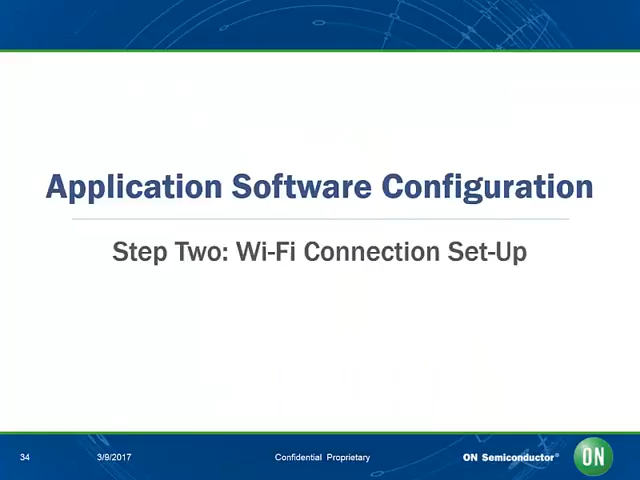 Application Software Configuration
Step Two: Wi-Fi Connection Set-Up
34 3/9/2017 Confidential Proprietary ON Semiconductor® ON